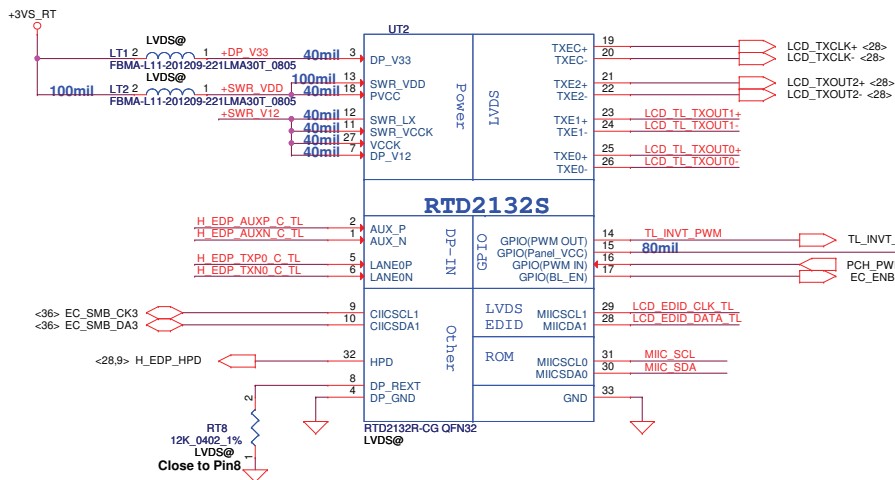 +3VS_RT
UT2
LVDS@
LT1 2 1 +DP_V33 40mil 3 DP_V33
FBMA-L11-201209-221LMA30T_0805
LVDS@
100mil LT2 2 1 +SWR_VDD
FBMA-L11-201209-221LMA30T_0805
100mil 13 SWR_VDD
40mil 18 PVCC
+SWR_V12 40mil 12 SWR_LX
40mil 11 SWR_VCCK
40mil 27 VCCK
40mil 7 DP_V12
Power
LVDS
TXEC+ 19 LCD_TXCLK+ <28>
TXEC- 20 LCD_TXCLK- <28>
TXE2+ 21 LCD_TXOUT2+ <28>
TXE2- 22 LCD_TXOUT2- <28>
TXE1+ 23 LCD_TL_TXOUT1+
TXE1- 24 LCD_TL_TXOUT1-
TXE0+ 25 LCD_TL_TXOUT0+
TXE0- 26 LCD_TL_TXOUT0-
RTD2132S
H_EDP_AUXP_C_TL 2 AUX_P
H_EDP_AUXN_C_TL 1 AUX_N
H_EDP_TXP0_C_TL 5 LANE0P
H_EDP_TXN0_C_TL 6 LANE0N
DP-IN
GPIO
GPIO(PWM OUT) 14 TL_INVT_PWM TL_INVT_
GPIO(Panel_VCC) 15 80mil
GPIO(PWM IN) 16 PCH_PW
GPIO(BL_EN) 17 EC_ENB
<36> EC_SMB_CK3 9 CIICSCL1
<36> EC_SMB_DA3 10 CIICSDA1
Other
LVDS
EDID
MIICSCL1 29 LCD_EDID_CLK_TL
MIICDA1 28 LCD_EDID_DATA_TL
<28,9> H_EDP_HPD 32 HPD
ROM
MIICSCL0 31 MIIC_SCL
MIICSDA0 30 MIIC_SDA
8 DP_REXT
4 DP_GND
GND 33
2
RT8
12K_0402_1%
LVDS@
1
Close to Pin8
RTD2132R-CG QFN32
LVDS@